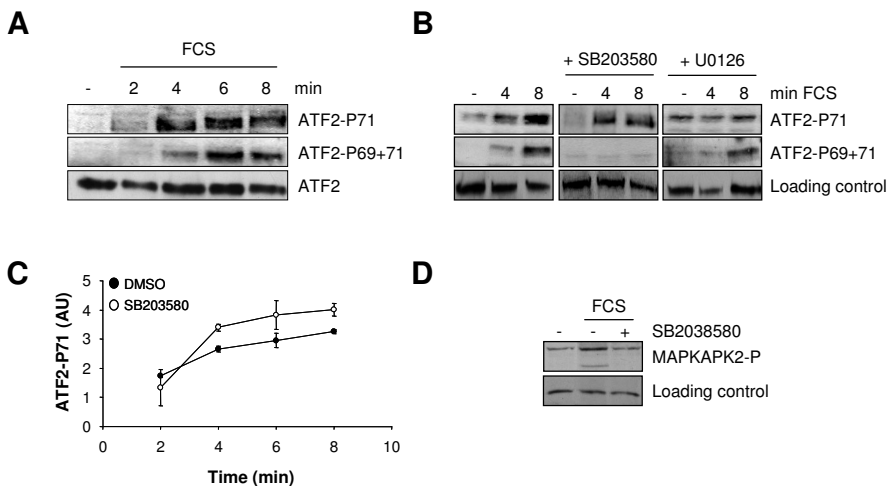 A
FCS
- 2 4 6 8 min
ATF2-P71
ATF2-P69+71
ATF2
B
+ SB203580 + U0126
- 4 8 - 4 8 - 4 8 min FCS
ATF2-P71
ATF2-P69+71
Loading control
C
ATF2-P71 (AU)
5
4
3
2
1
0
DMSO
SB203580
0 2 4 6 8 10
Time (min)
D
FCS
- - + SB2038580
MAPKAPK2-P
Loading control